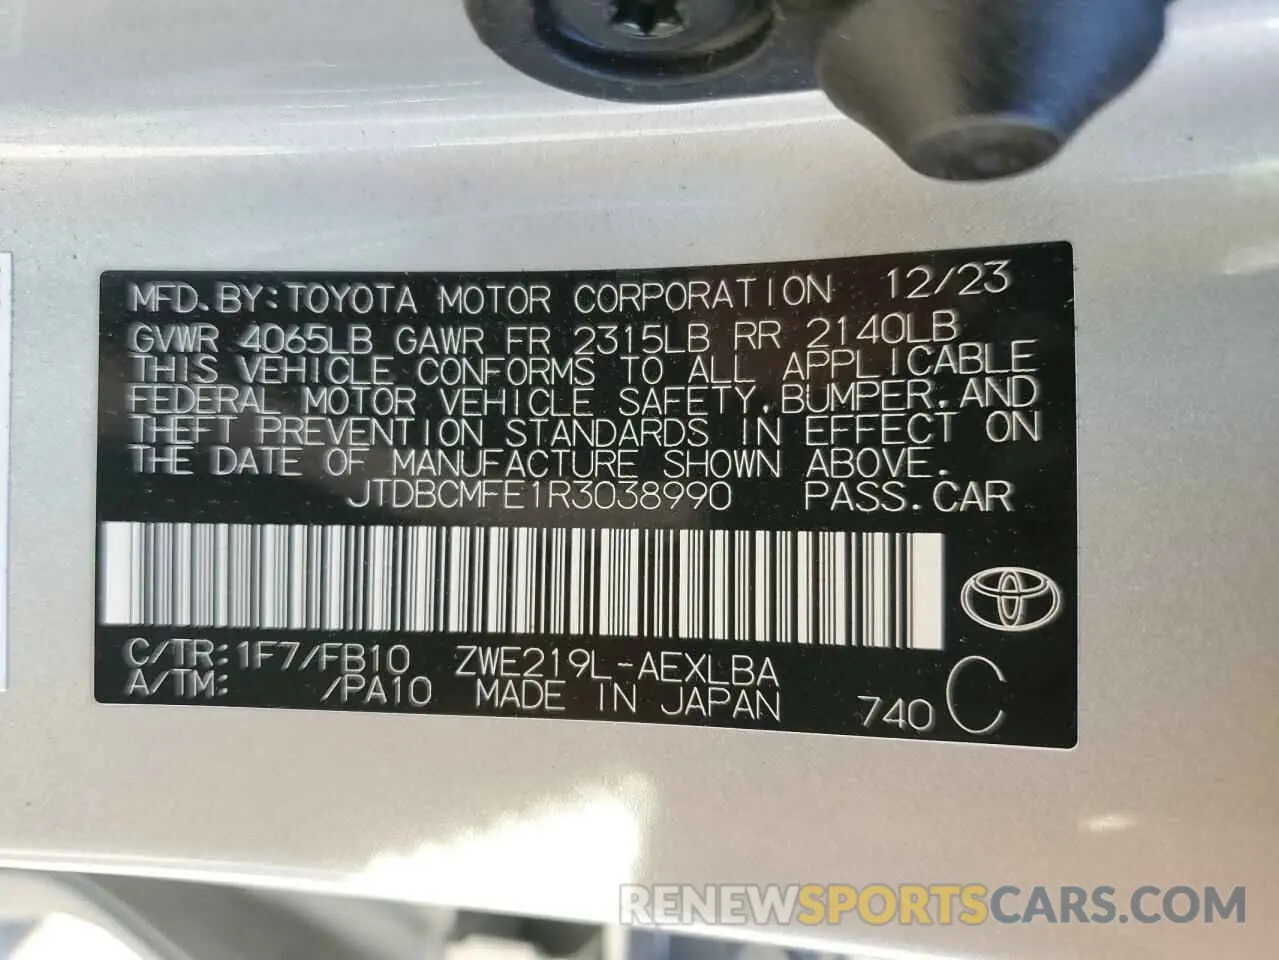 MFD. BY: TOYOTA MOTOR CORPORATION 12/23
GVWR 4065LB GAWR FR 2315LB RR 2140LB
THIS VEHICLE CONFORMS TO ALL APPLICABLE
FEDERAL MOTOR VEHICLE SAFETY, BUMPER, AND
THEFT PREVENTION STANDARDS IN EFFECT ON
THE DATE OF MANUFACTURE SHOWN ABOVE.
JTDBCMFE1R3038990 PASS. CAR
C/TR: 1F7/FB10 ZWE219L-AEXLBA
A/TM: /PA10 MADE IN JAPAN 740 C
RENEWSPORTSCARS.COM